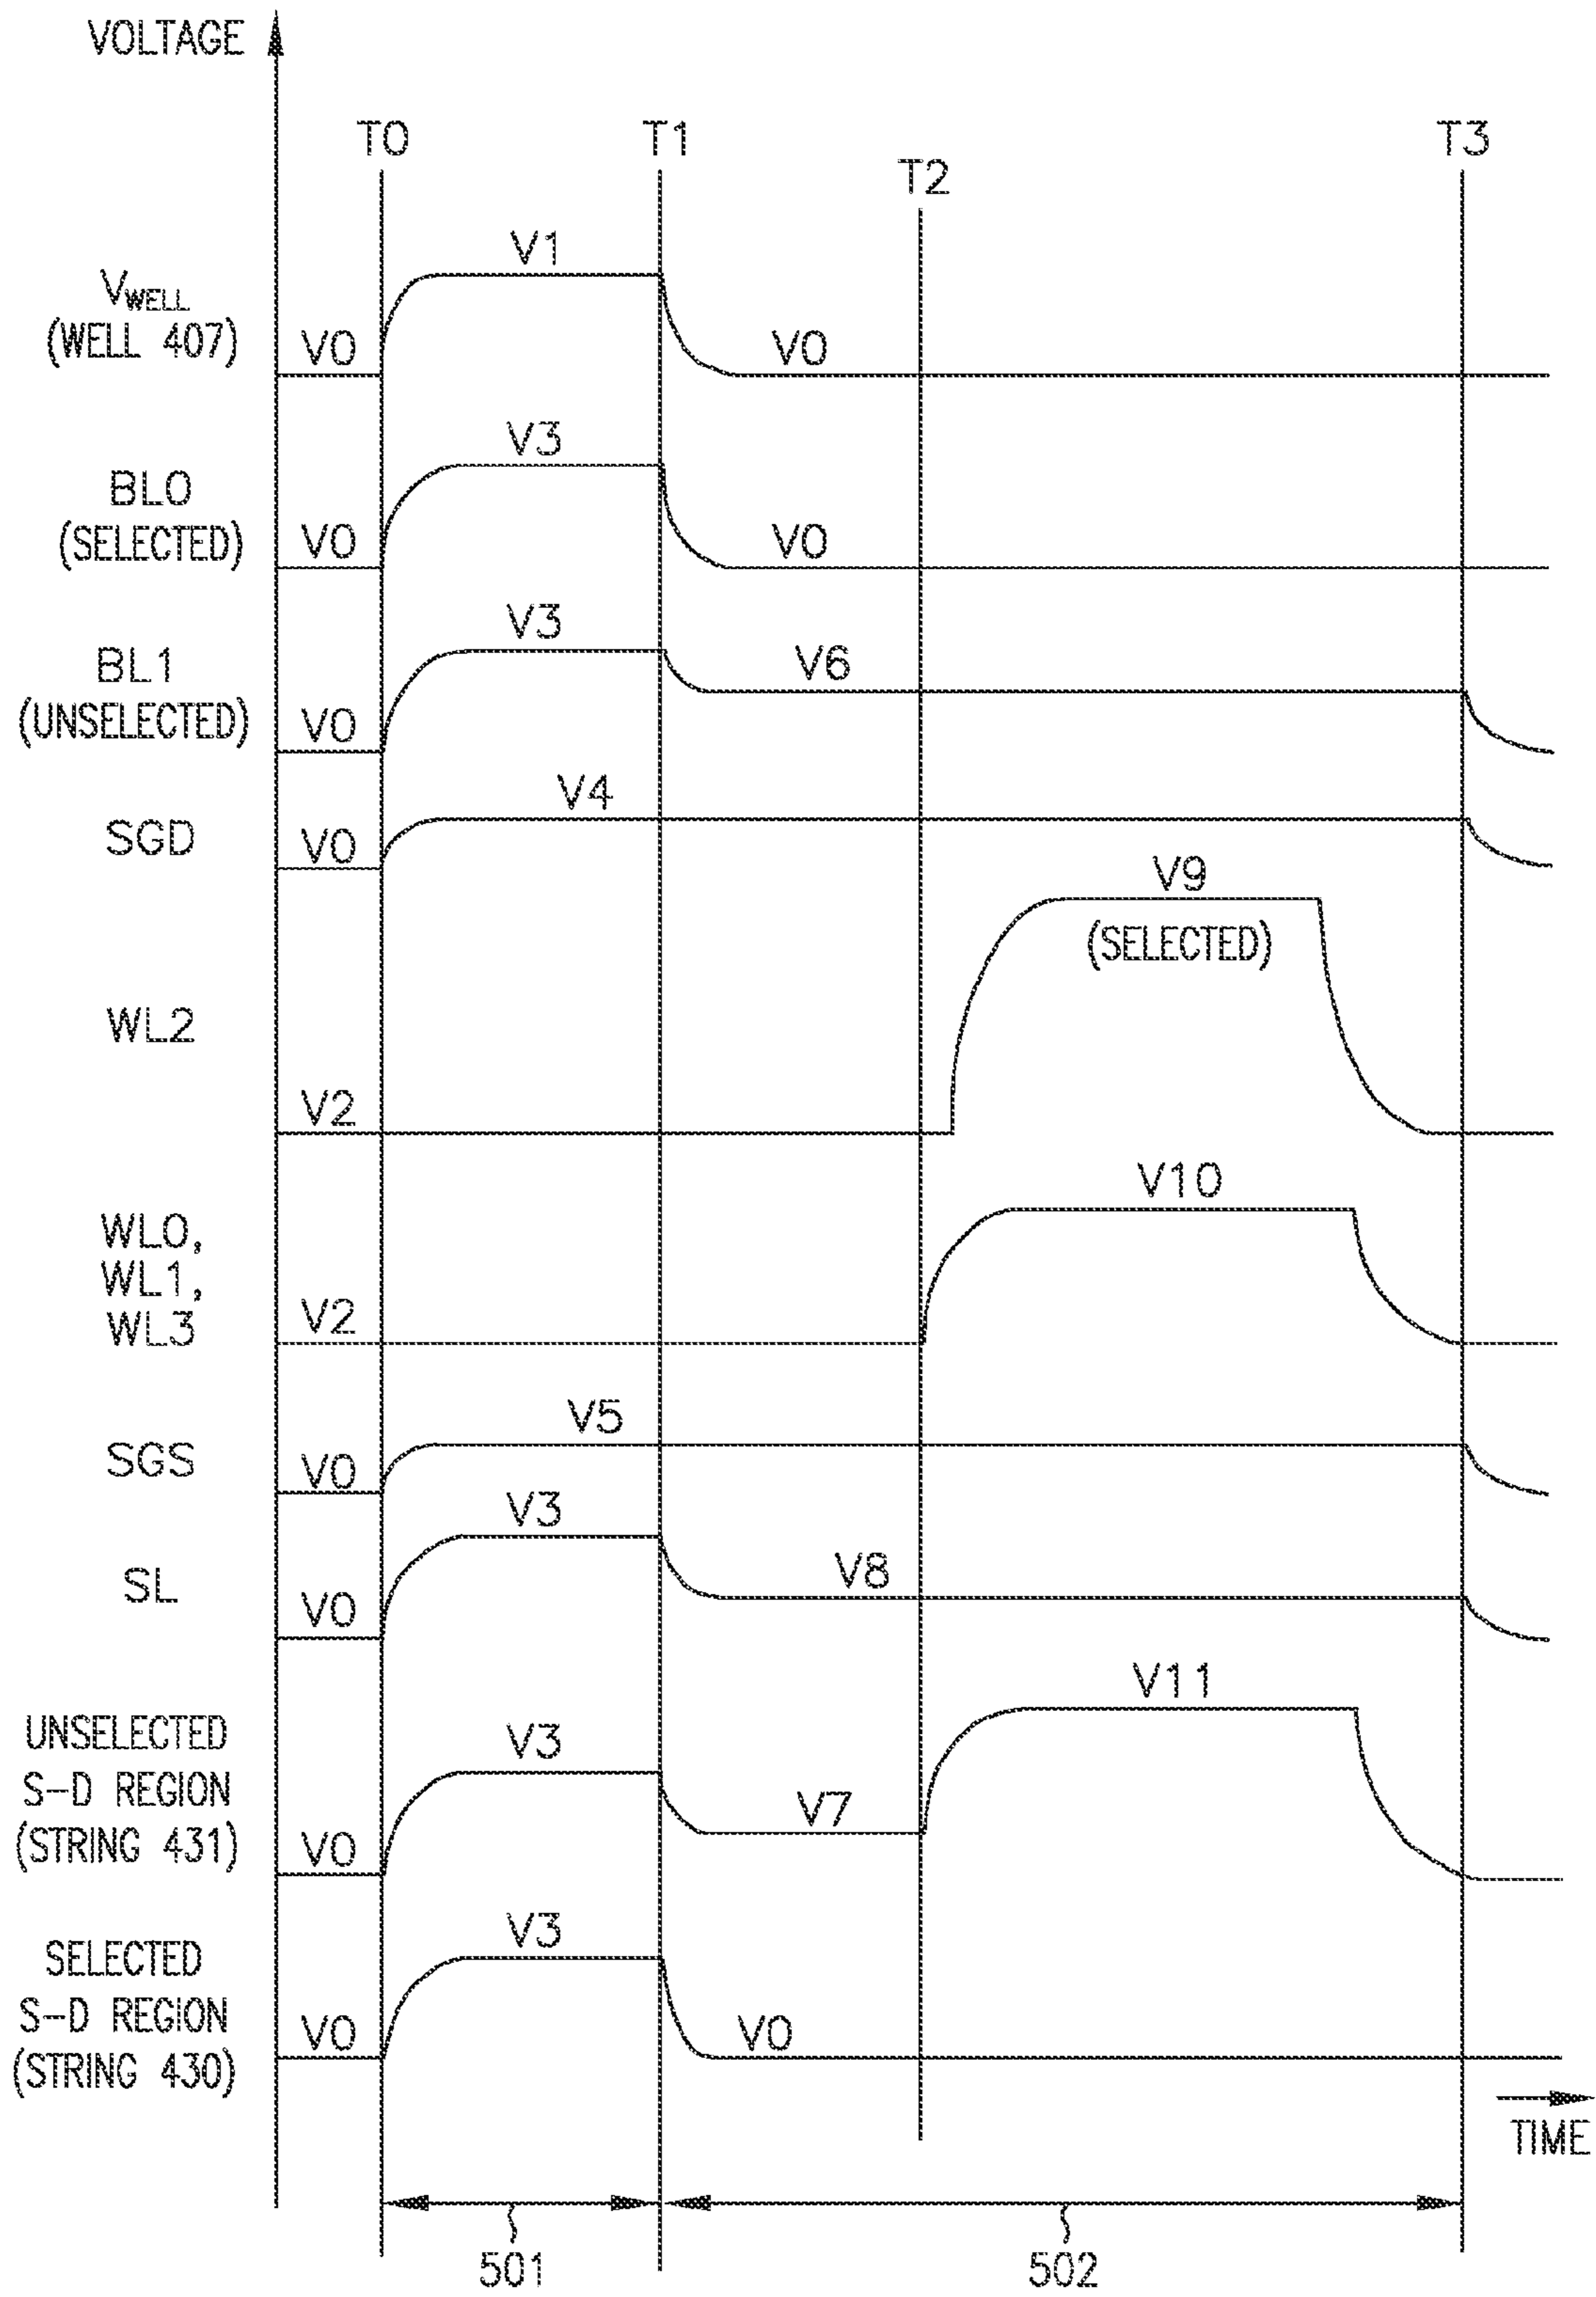 VOLTAGE
T0
T1
T2
T3
V1
VWELL
(WELL 407)
V0
V0
V3
BL0
(SELECTED)
V0
V0
V3
BL1
(UNSELECTED)
V0
V6
V4
SGD
V0
V9
(SELECTED)
WL2
V2
V10
WL0,
WL1,
WL3
V2
V5
SGS
V0
V3
SL
V0
V8
V11
UNSELECTED
S-D REGION
(STRING 431)
V0
V3
V7
V3
SELECTED
S-D REGION
(STRING 430)
V0
V0
TIME
501
502